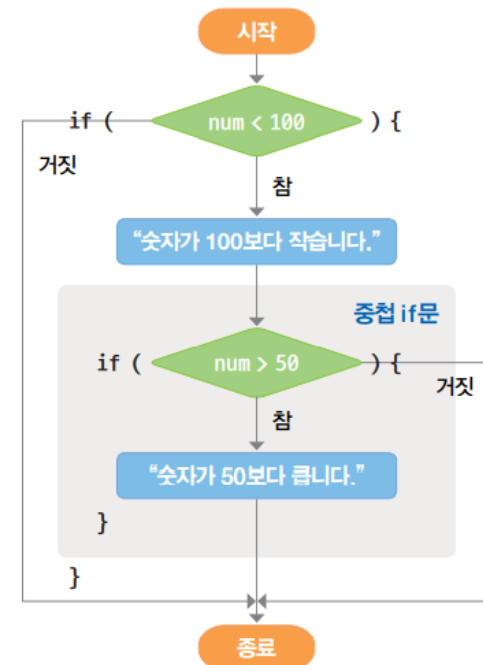 시작
if ( num < 100 ) {
거짓
참
“숫자가 100보다 작습니다.”
중첩 if문
if ( num > 50 ) {
거짓
참
“숫자가 50보다 큽니다.”
}
}
종료